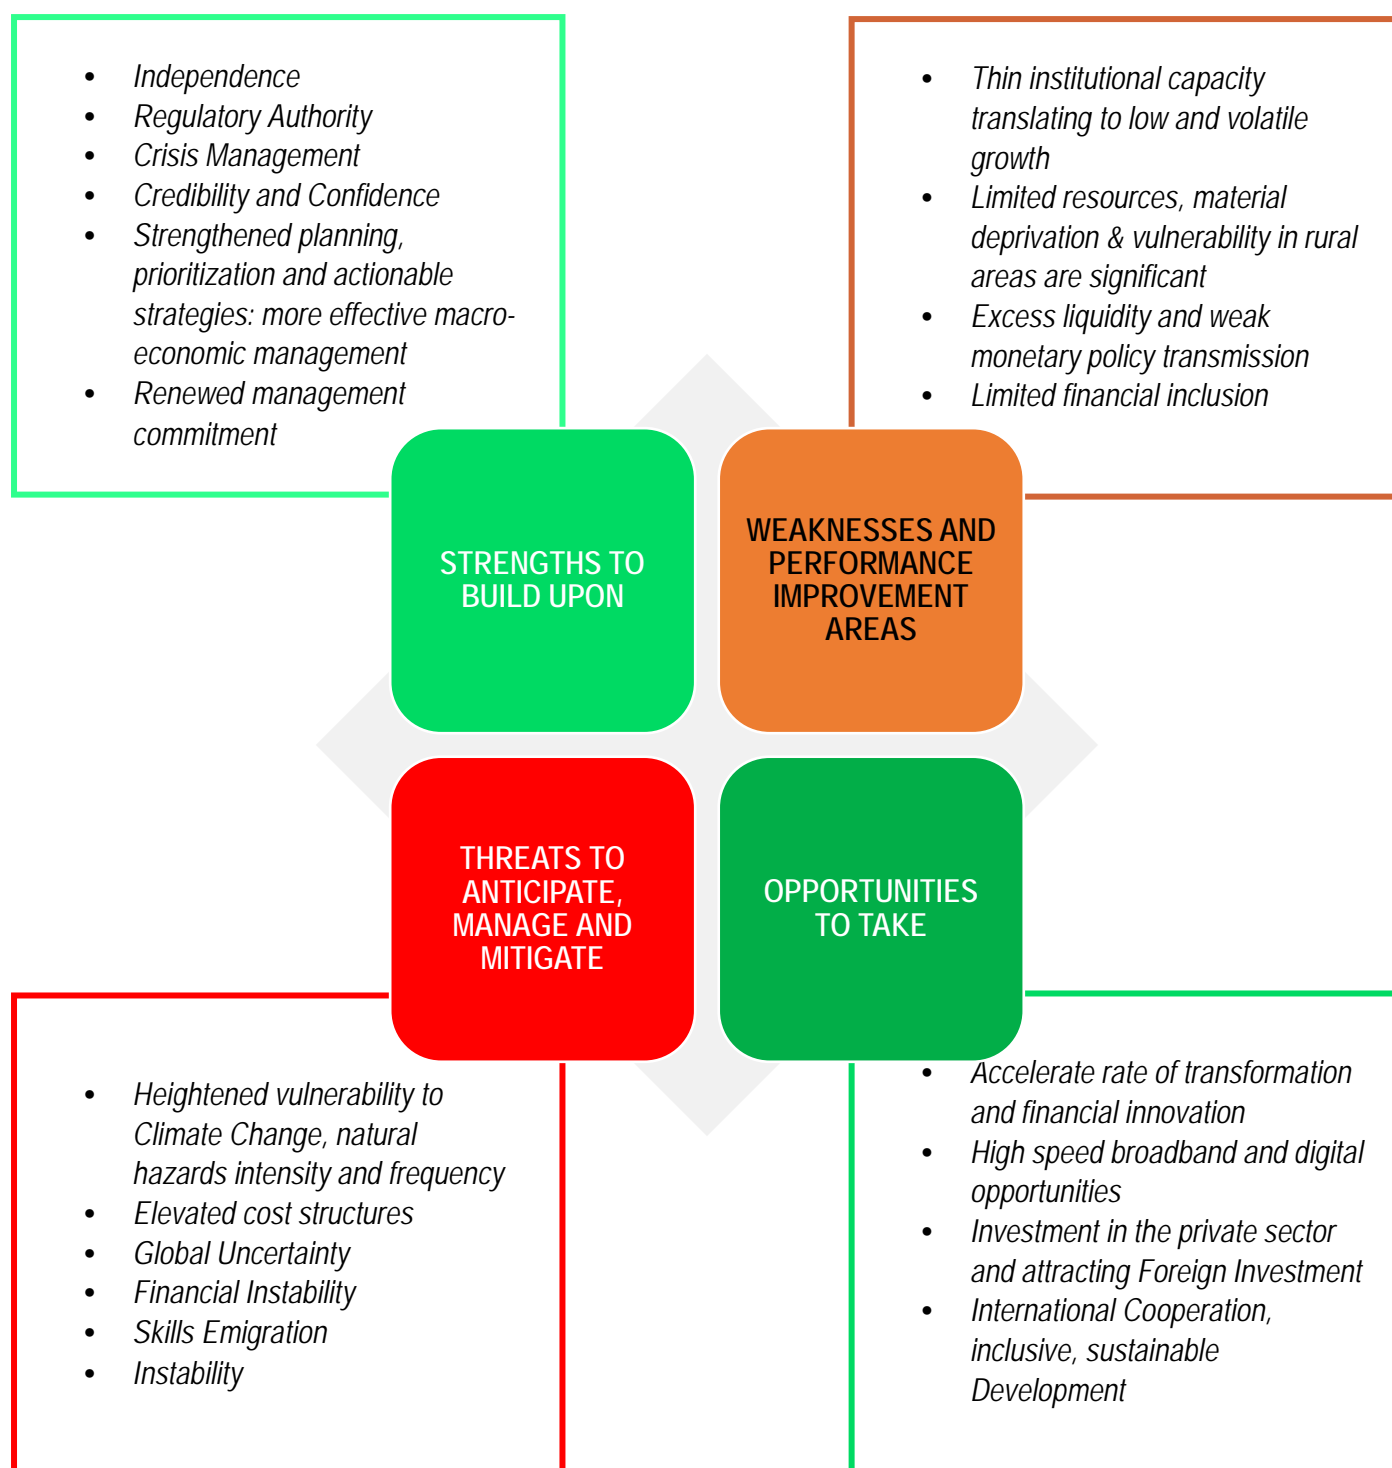 • Independence
• Regulatory Authority
• Crisis Management
• Credibility and Confidence
• Strengthened planning,
prioritization and actionable
strategies: more effective macro-
economic management
• Renewed management
commitment
• Thin institutional capacity
translating to low and volatile
growth
• Limited resources, material
deprivation & vulnerability in rural
areas are significant
• Excess liquidity and weak
monetary policy transmission
• Limited financial inclusion
STRENGTHS TO
BUILD UPON
WEAKNESSES AND
PERFORMANCE
IMPROVEMENT
AREAS
THREATS TO
ANTICIPATE,
MANAGE AND
MITIGATE
OPPORTUNITIES
TO TAKE
• Heightened vulnerability to
Climate Change, natural
hazards intensity and frequency
• Elevated cost structures
• Global Uncertainty
• Financial Instability
• Skills Emigration
• Instability
• Accelerate rate of transformation
and financial innovation
• High speed broadband and digital
opportunities
• Investment in the private sector
and attracting Foreign Investment
• International Cooperation,
inclusive, sustainable
Development